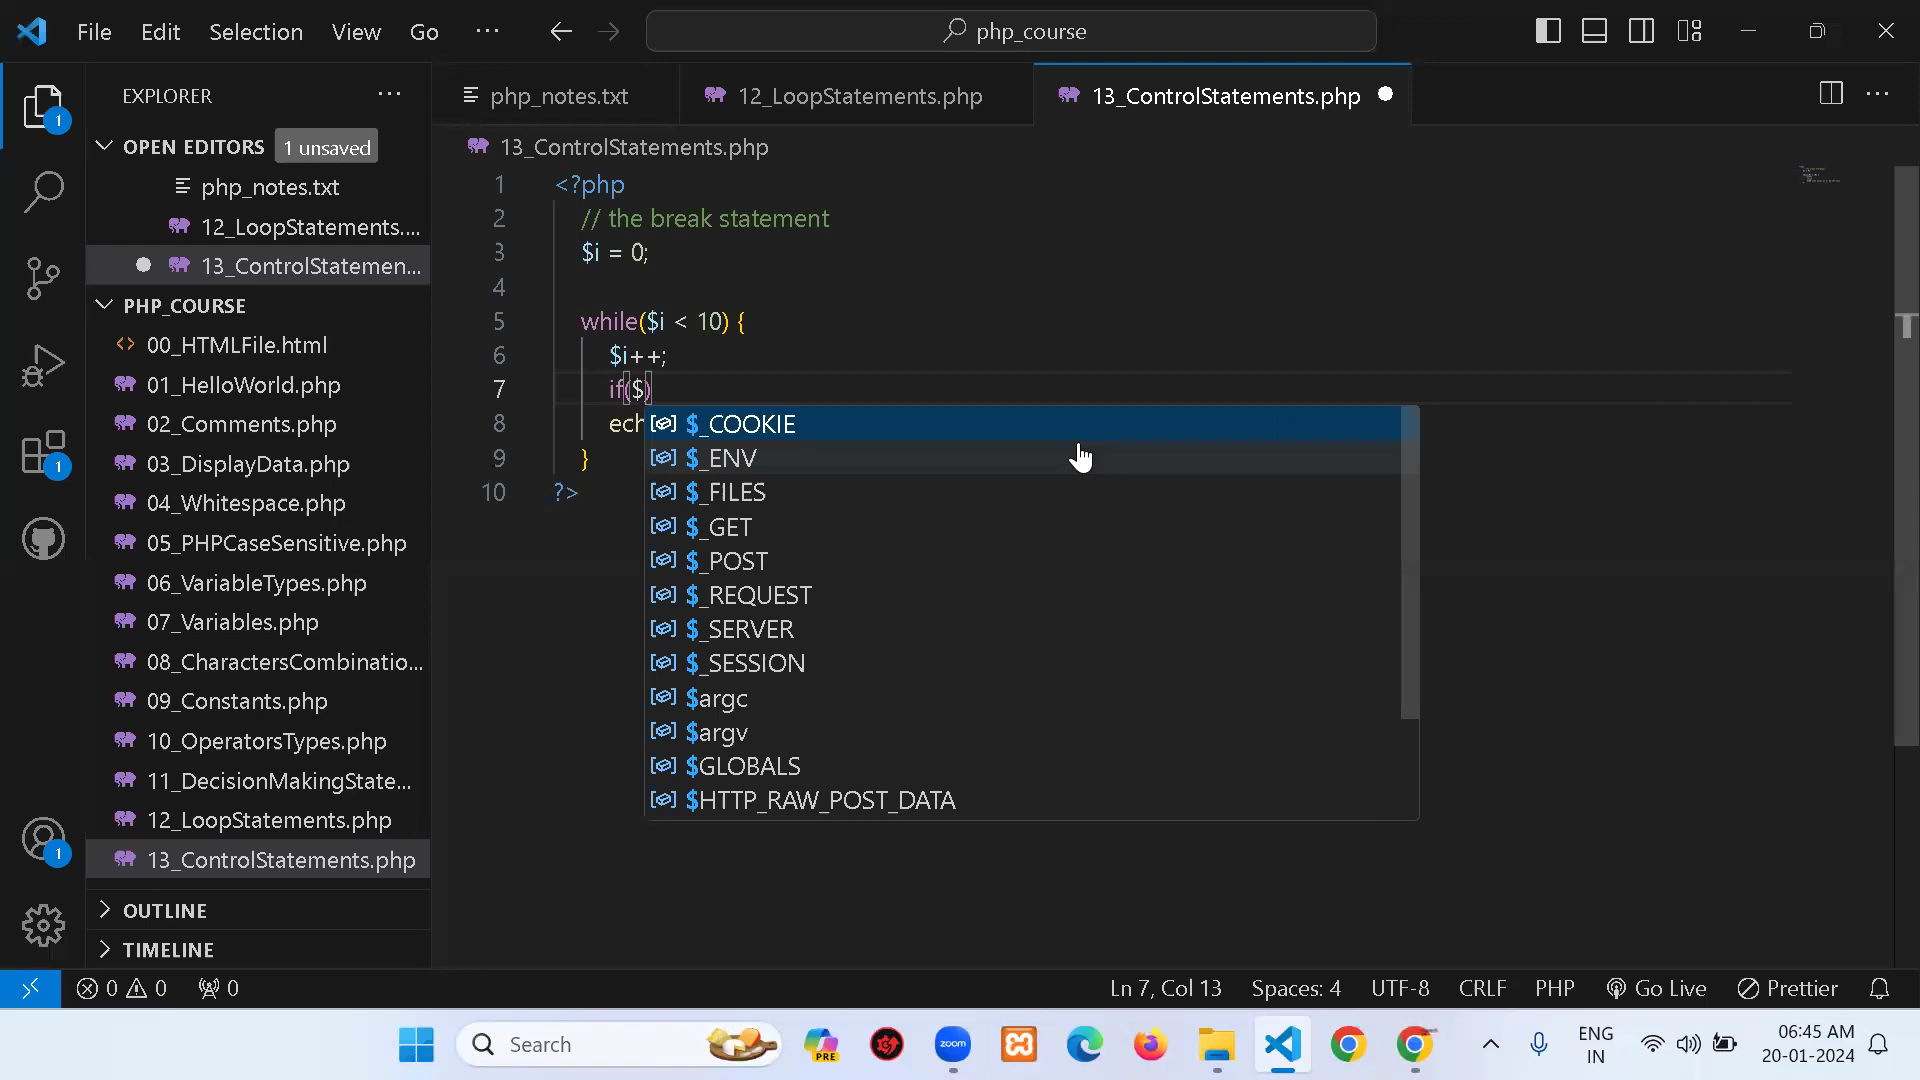 File Edit Selection View Go ··· php_course
EXPLORER ···
OPEN EDITORS 1 unsaved
php_notes.txt
12_LoopStatements....
13_ControlStatemen...
PHP_COURSE
00_HTMLFile.html
01_HelloWorld.php
02_Comments.php
03_DisplayData.php
04_Whitespace.php
05_PHPCaseSensitive.php
06_VariableTypes.php
07_Variables.php
08_CharactersCombinatio...
09_Constants.php
10_OperatorsTypes.php
11_DecisionMakingState...
12_LoopStatements.php
13_ControlStatements.php
OUTLINE
TIMELINE
1
1
1
php_notes.txt 12_LoopStatements.php 13_ControlStatements.php
13_ControlStatements.php
1 <?php
2 // the break statement
3 $i = 0;
4
5 while($i < 10) {
6 $i++;
7 if($)
8 ech
9 }
10 ?>
$_COOKIE
$_ENV
$_FILES
$_GET
$_POST
$_REQUEST
$_SERVER
$_SESSION
$argc
$argv
$GLOBALS
$HTTP_RAW_POST_DATA
0 0 0 Ln 7, Col 13 Spaces: 4 UTF-8 CRLF PHP Go Live Prettier
Search PRE zoom ENG IN 06:45 AM
20-01-2024